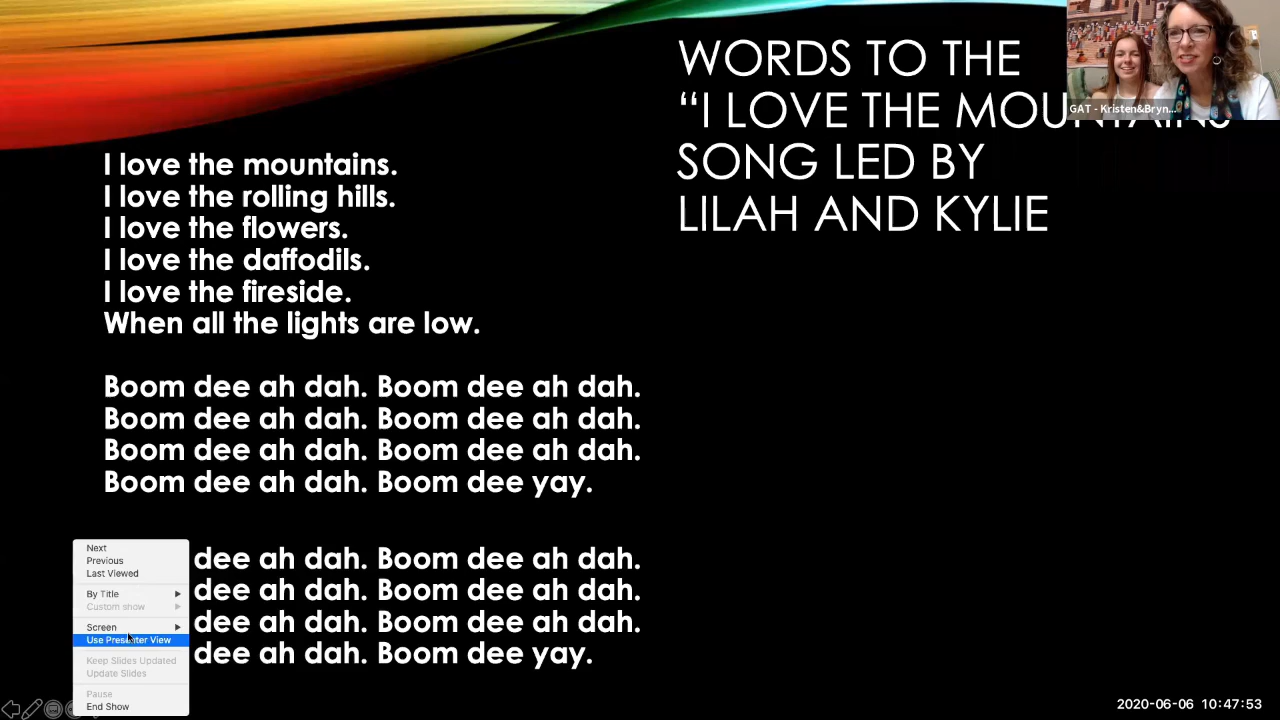 WORDS TO THE
“I LOVE THE MOUNTAINS
SONG LED BY
LILAH AND KYLIE
GAT - Kristen&Bryn...
I love the mountains.
I love the rolling hills.
I love the flowers.
I love the daffodils.
I love the fireside.
When all the lights are low.
Boom dee ah dah. Boom dee ah dah.
Boom dee ah dah. Boom dee ah dah.
Boom dee ah dah. Boom dee ah dah.
Boom dee ah dah. Boom dee yay.
dee ah dah. Boom dee ah dah.
dee ah dah. Boom dee ah dah.
dee ah dah. Boom dee ah dah.
dee ah dah. Boom dee yay.
Next
Previous
Last Viewed
By Title
Custom show
Screen
Use Presenter View
Keep Slides Updated
Update Slides
Pause
End Show
2020-06-06 10:47:53